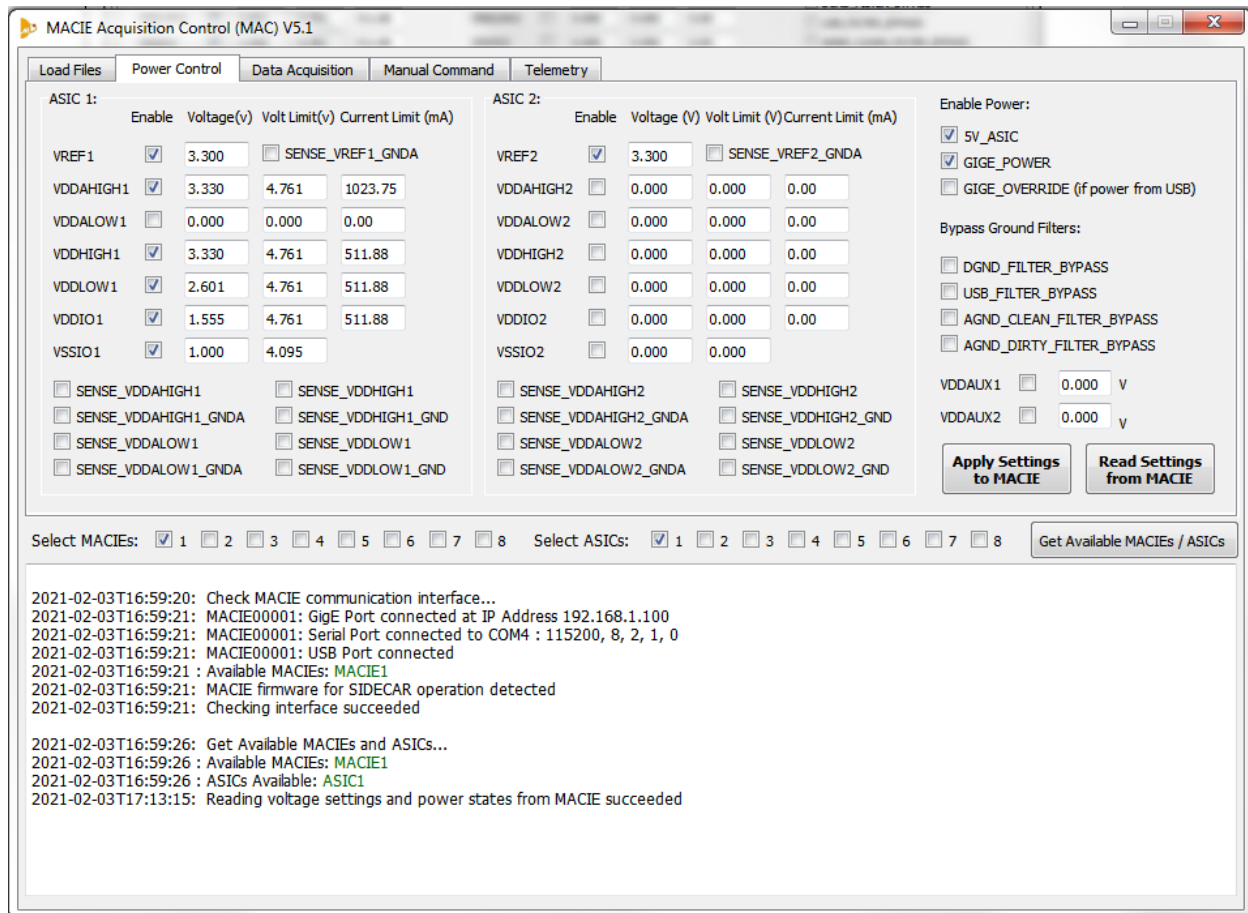 MACIE Acquisition Control (MAC) V5.1
Load Files Power Control Data Acquisition Manual Command Telemetry
ASIC 1:
Enable Voltage(v) Volt Limit(v) Current Limit (mA)
VREF1 3.300 SENSE_VREF1_GNDA
VDDAHIGH1 3.330 4.761 1023.75
VDDALOW1 0.000 0.000 0.00
VDDHIGH1 3.330 4.761 511.88
VDDLOW1 2.601 4.761 511.88
VDDIO1 1.555 4.761 511.88
VSSIO1 1.000 4.095
SENSE_VDDAHIGH1 SENSE_VDDHIGH1
SENSE_VDDAHIGH1_GNDA SENSE_VDDHIGH1_GND
SENSE_VDDALOW1 SENSE_VDDLOW1
SENSE_VDDALOW1_GNDA SENSE_VDDLOW1_GND
ASIC 2:
Enable Voltage (V) Volt Limit (V) Current Limit (mA)
VREF2 3.300 SENSE_VREF2_GNDA
VDDAHIGH2 0.000 0.000 0.00
VDDALOW2 0.000 0.000 0.00
VDDHIGH2 0.000 0.000 0.00
VDDLOW2 0.000 0.000 0.00
VDDIO2 0.000 0.000 0.00
VSSIO2 0.000 0.000
SENSE_VDDAHIGH2 SENSE_VDDHIGH2
SENSE_VDDAHIGH2_GNDA SENSE_VDDHIGH2_GND
SENSE_VDDALOW2 SENSE_VDDLOW2
SENSE_VDDALOW2_GNDA SENSE_VDDLOW2_GND
Enable Power:
5V_ASIC
GIGE_POWER
GIGE_OVERRIDE (if power from USB)
Bypass Ground Filters:
DGND_FILTER_BYPASS
USB_FILTER_BYPASS
AGND_CLEAN_FILTER_BYPASS
AGND_DIRTY_FILTER_BYPASS
VDDAUX1 0.000 V
VDDAUX2 0.000 V
Apply Settings
to MACIE
Read Settings
from MACIE
Select MACIEs: 1 2 3 4 5 6 7 8 Select ASICs: 1 2 3 4 5 6 7 8 Get Available MACIEs / ASICs
2021-02-03T16:59:20: Check MACIE communication interface...
2021-02-03T16:59:21: MACIE00001: GigE Port connected at IP Address 192.168.1.100
2021-02-03T16:59:21: MACIE00001: Serial Port connected to COM4 : 115200, 8, 2, 1, 0
2021-02-03T16:59:21: MACIE00001: USB Port connected
2021-02-03T16:59:21 : Available MACIEs: MACIE1
2021-02-03T16:59:21: MACIE firmware for SIDECAR operation detected
2021-02-03T16:59:21: Checking interface succeeded
2021-02-03T16:59:26: Get Available MACIEs and ASICs...
2021-02-03T16:59:26 : Available MACIEs: MACIE1
2021-02-03T16:59:26 : ASICs Available: ASIC1
2021-02-03T17:13:15: Reading voltage settings and power states from MACIE succeeded